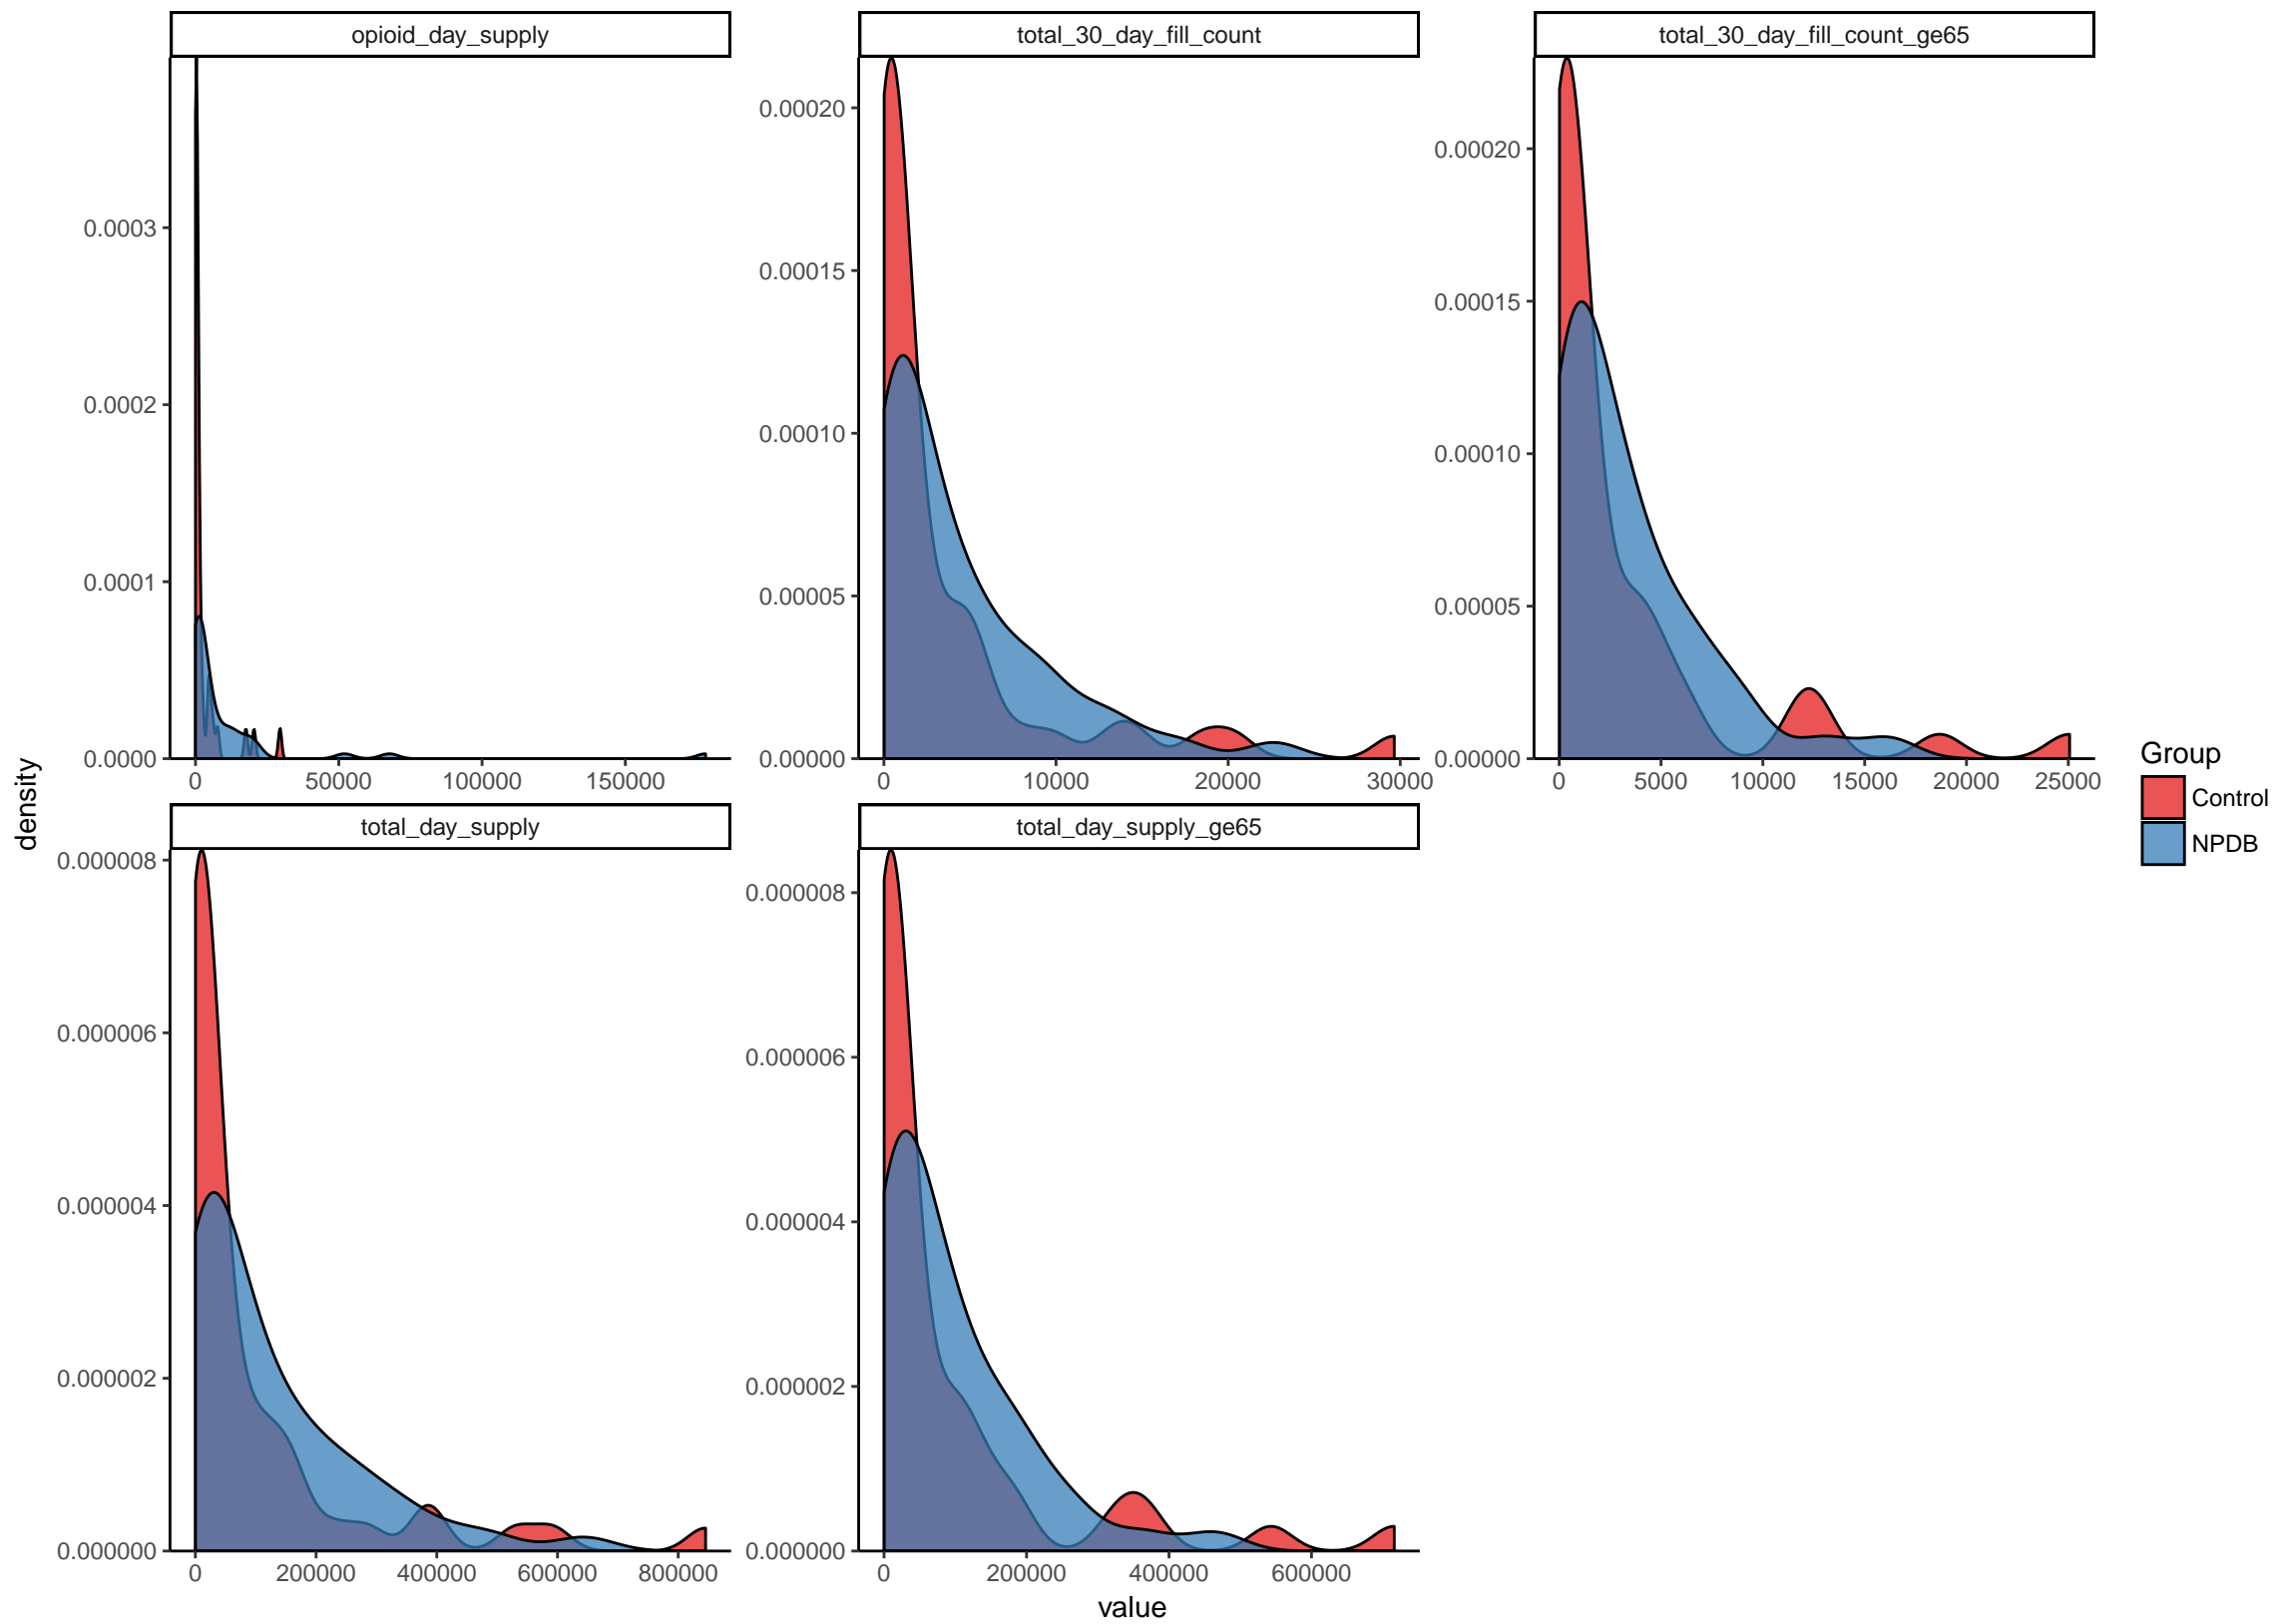 opioid_day_supply
total_30_day_fill_count
total_30_day_fill_count_ge65
0.0003
0.0002
0.0001
0.0000
0 50000 100000 150000
0.00020
0.00015
0.00010
0.00005
0.00000
0 10000 20000 30000
0.00020
0.00015
0.00010
0.00005
0.00000
0 5000 10000 15000 20000 25000
total_day_supply
total_day_supply_ge65
0.000008
0.000006
0.000004
0.000002
0.000000
0 200000 400000 600000 800000
0.000008
0.000006
0.000004
0.000002
0.000000
0 200000 400000 600000
density
value
Group
Control
NPDB